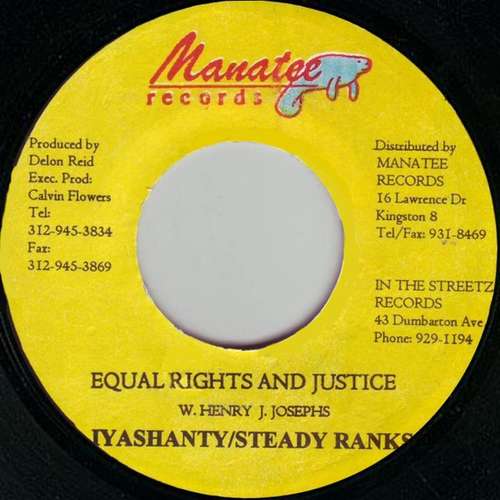 Manatee
records
Produced by
Delon Reid
Exec. Prod:
Calvin Flowers
Tel:
312-945-3834
Fax:
312-945-3869
Distributed by
MANATEE
RECORDS
16 Lawrence Dr
Kingston 8
Tel/Fax: 931-8469
IN THE STREETZ
RECORDS
43 Dumbarton Ave
Phone: 929-1194
EQUAL RIGHTS AND JUSTICE
W. HENRY J. JOSEPHS
IYASHANTY/STEADY RANKS